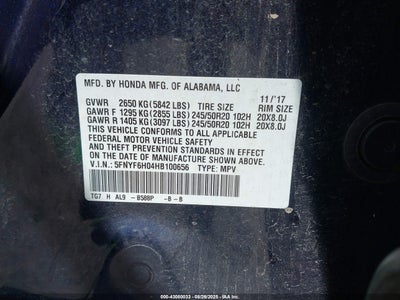 MFD. BY HONDA MFG. OF ALABAMA, LLC
GVWR 2650 KG (5842 LBS) TIRE SIZE 11/'17 RIM SIZE
GAWR F 1295 KG (2855 LBS) 245/50R20 102H 20X8.0J
GAWR R 1405 KG (3097 LBS) 245/50R20 102H 20X8.0J
THIS VEHICLE CONFORMS TO ALL APPLICABLE
FEDERAL MOTOR VEHICLE SAFETY
AND THEFT PREVENTION STANDARDS IN
EFFECT ON THE DATE OF MANUFACTURE SHOWN ABOVE.
V.I.N.: 5FNYF6H04HB100656 TYPE: MPV
TG7 H AL9 - B588P -B - B
000-43080033 - 08/28/2025 - IAA Inc.